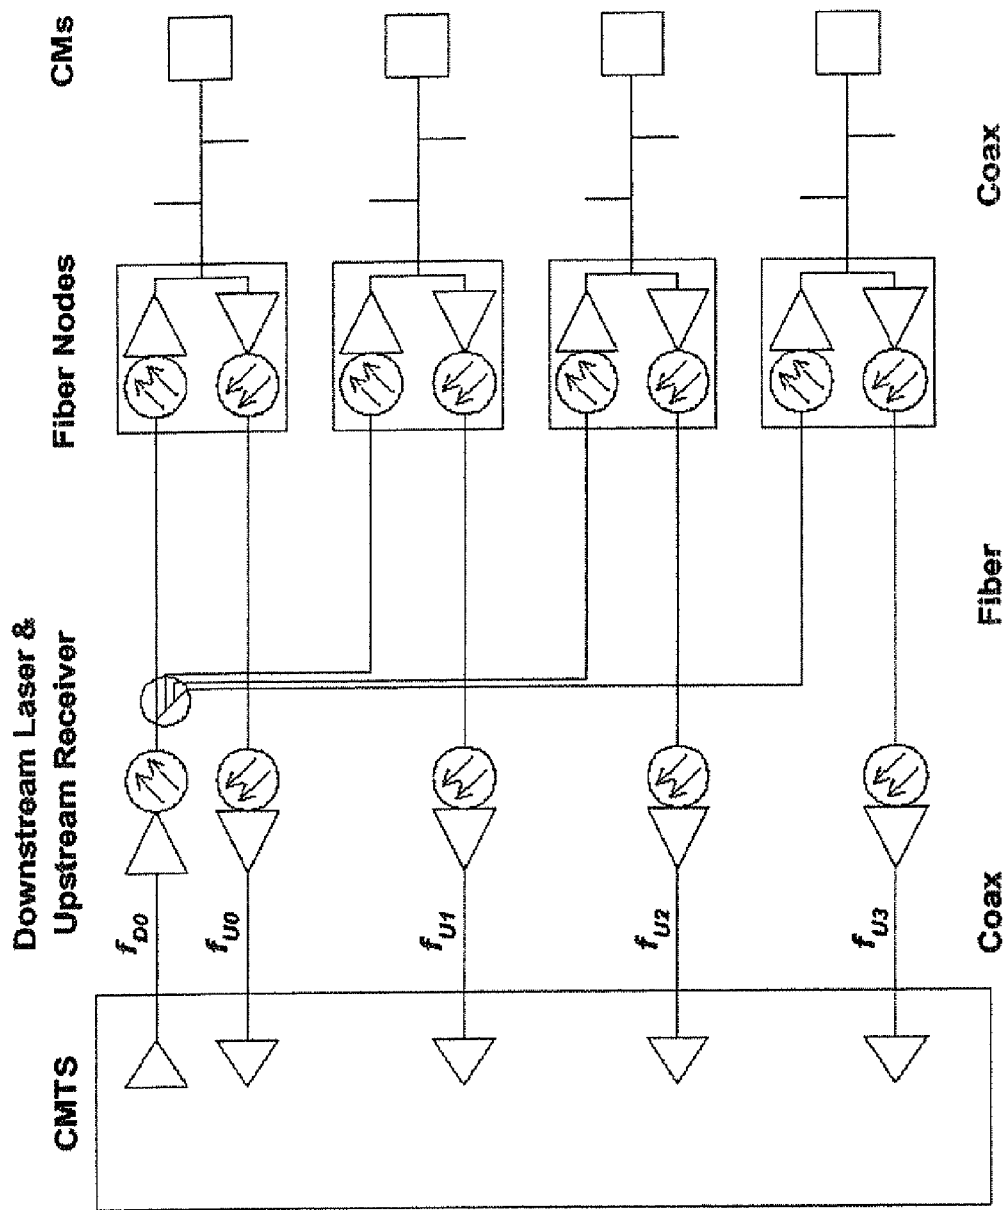 CMTS
Downstream Laser &
Upstream Receiver
Fiber Nodes
CMs
f_D0
f_U0
f_U1
f_U2
f_U3
Coax
Fiber
Coax